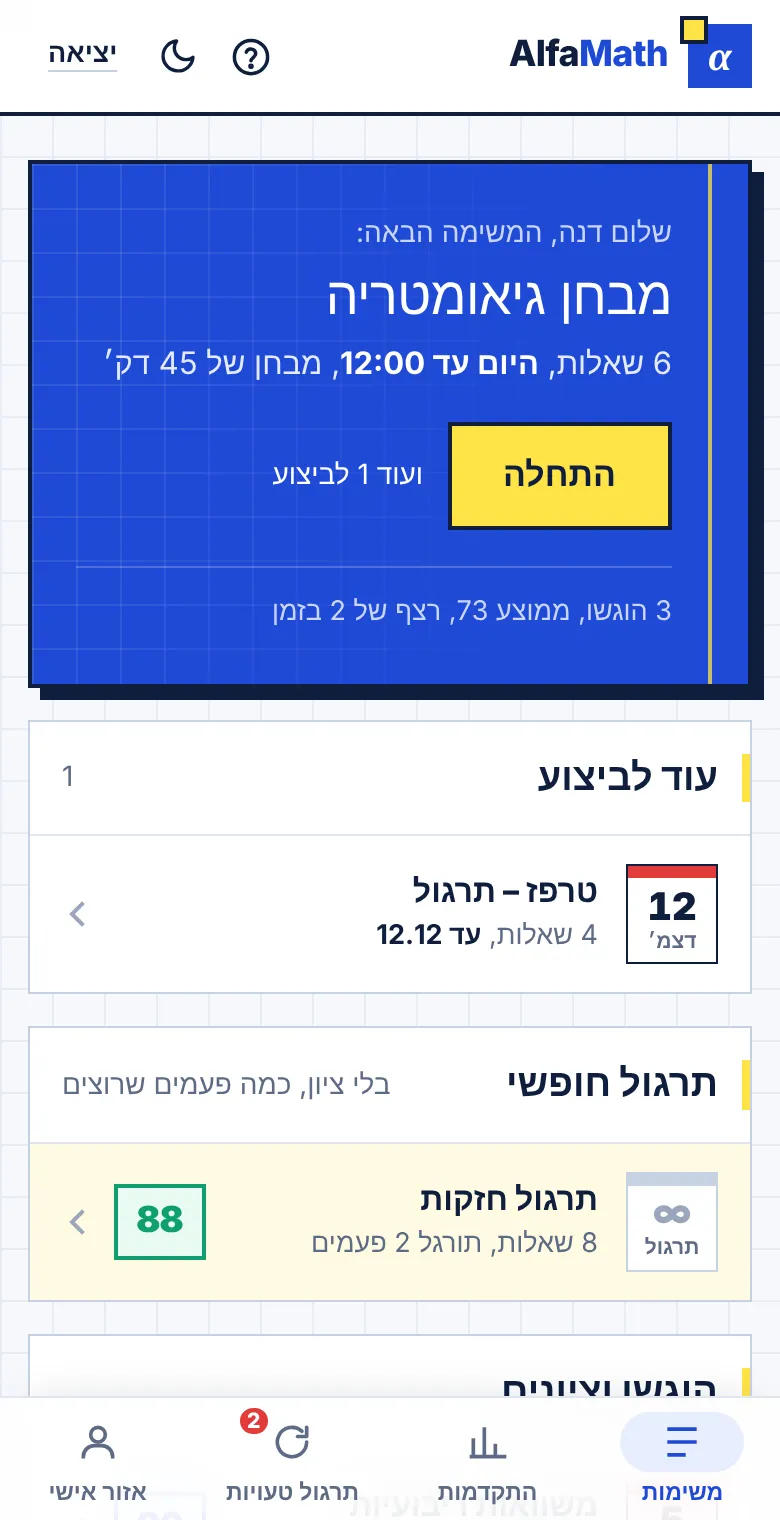 α
AlfaMath
יציאה
שלום דנה, המשימה הבאה:
מבחן גיאומטריה
6 שאלות, היום עד 12:00, מבחן של 45 דק׳
התחלה
ועוד 1 לביצוע
3 הוגשו, ממוצע 73, רצף של 2 בזמן
עוד לביצוע
1
12
דצמ׳
טרפז – תרגול
4 שאלות, עד 12.12
תרגול חופשי
בלי ציון, כמה פעמים שרוצים
∞
תרגול
תרגול חזקות
8 שאלות, תורגל 2 פעמים
88
הוגשו וציונים
משימות
התקדמות
2
תרגול טעויות
אזור אישי